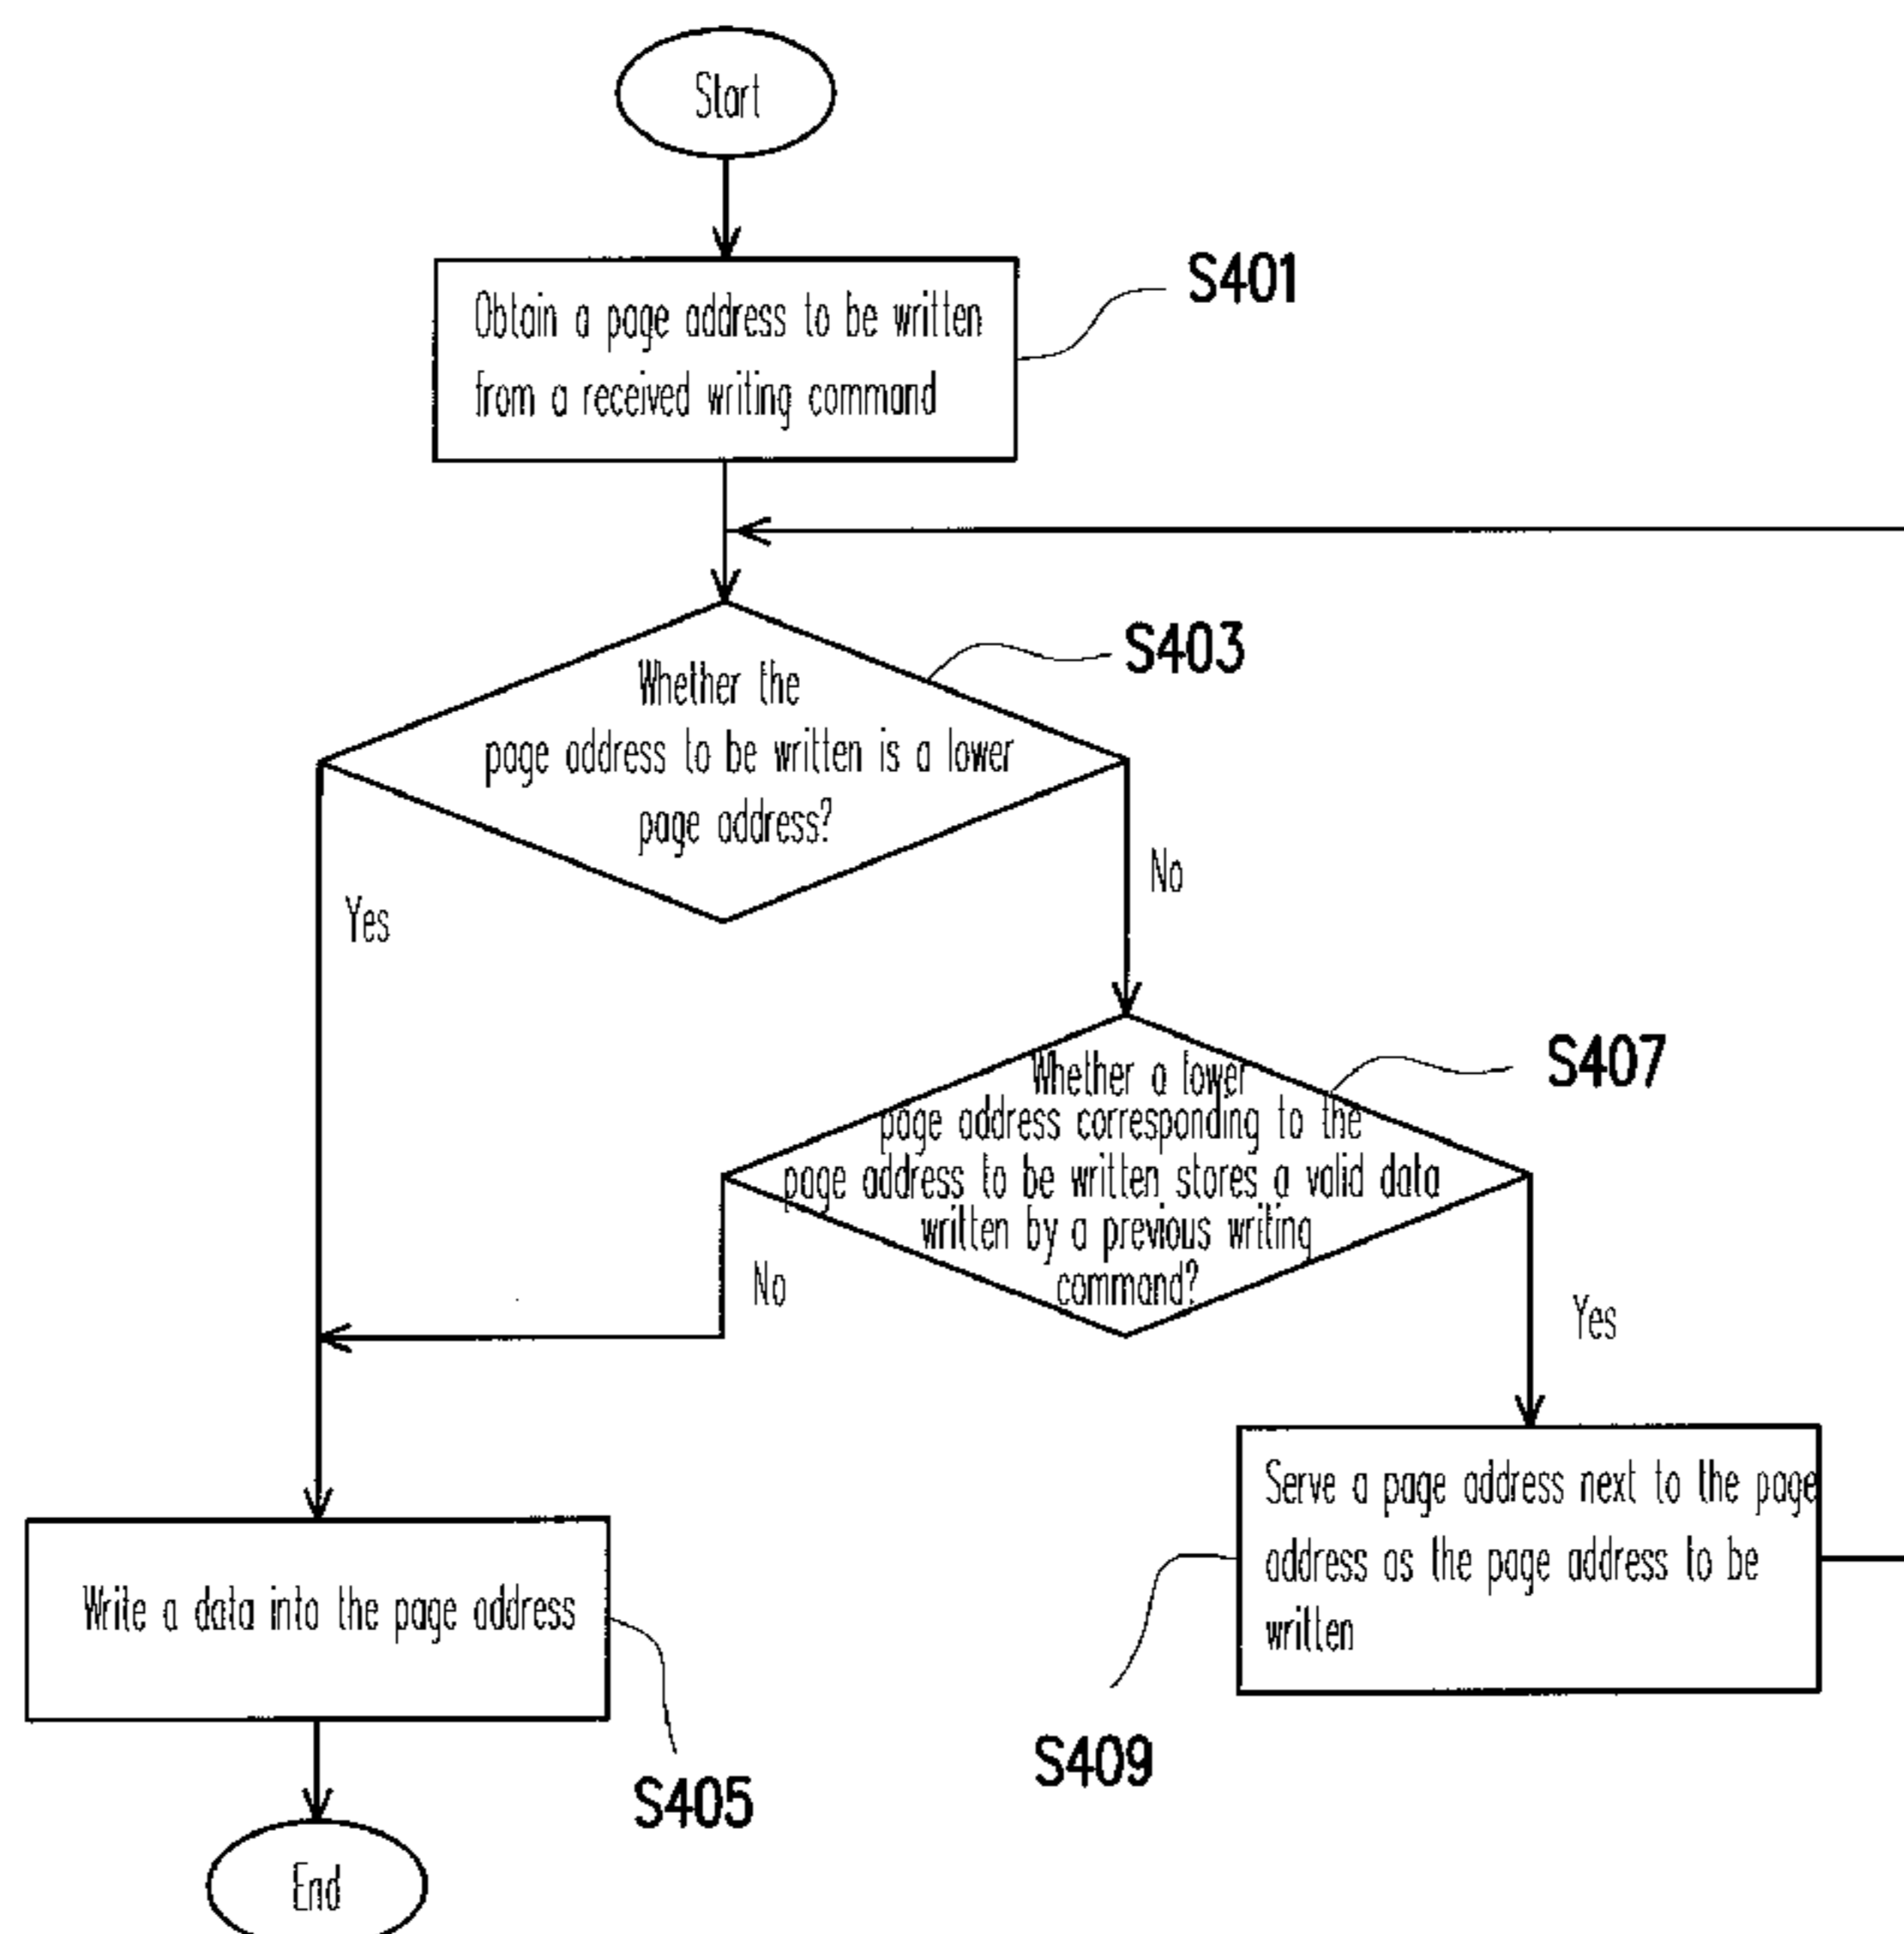 Start
Obtain a page address to be written
from a received writing command
S401
Whether the
page address to be written is a lower
page address?
S403
Yes
No
Whether a lower
page address corresponding to the
page address to be written stores a valid data
written by a previous writing
command?
S407
No
Yes
Serve a page address next to the page
address as the page address to be
written
S409
Write a data into the page address
S405
End